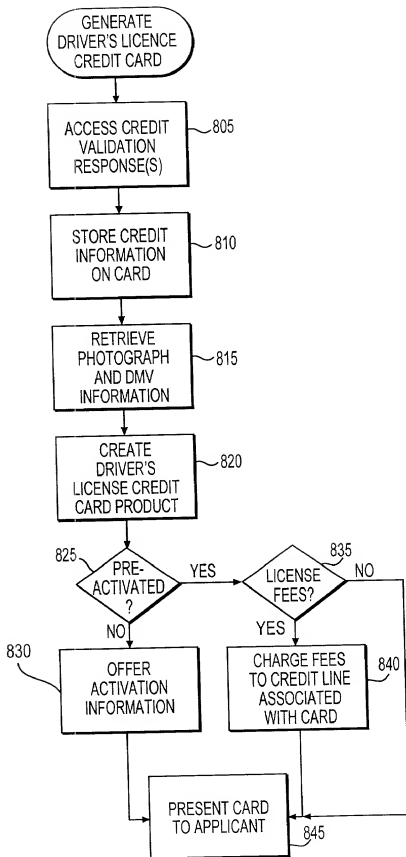 GENERATE
DRIVER'S LICENCE
CREDIT CARD
ACCESS CREDIT
VALIDATION
RESPONSE(S)
805
STORE CREDIT
INFORMATION
ON CARD
810
RETRIEVE
PHOTOGRAPH
AND DMV
INFORMATION
815
CREATE
DRIVER'S
LICENSE CREDIT
CARD PRODUCT
820
825
PRE-
ACTIVATED
?
YES
NO
835
LICENSE
FEES?
NO
YES
830
OFFER
ACTIVATION
INFORMATION
CHARGE FEES
TO CREDIT LINE
ASSOCIATED
WITH CARD
840
PRESENT CARD
TO APPLICANT
845